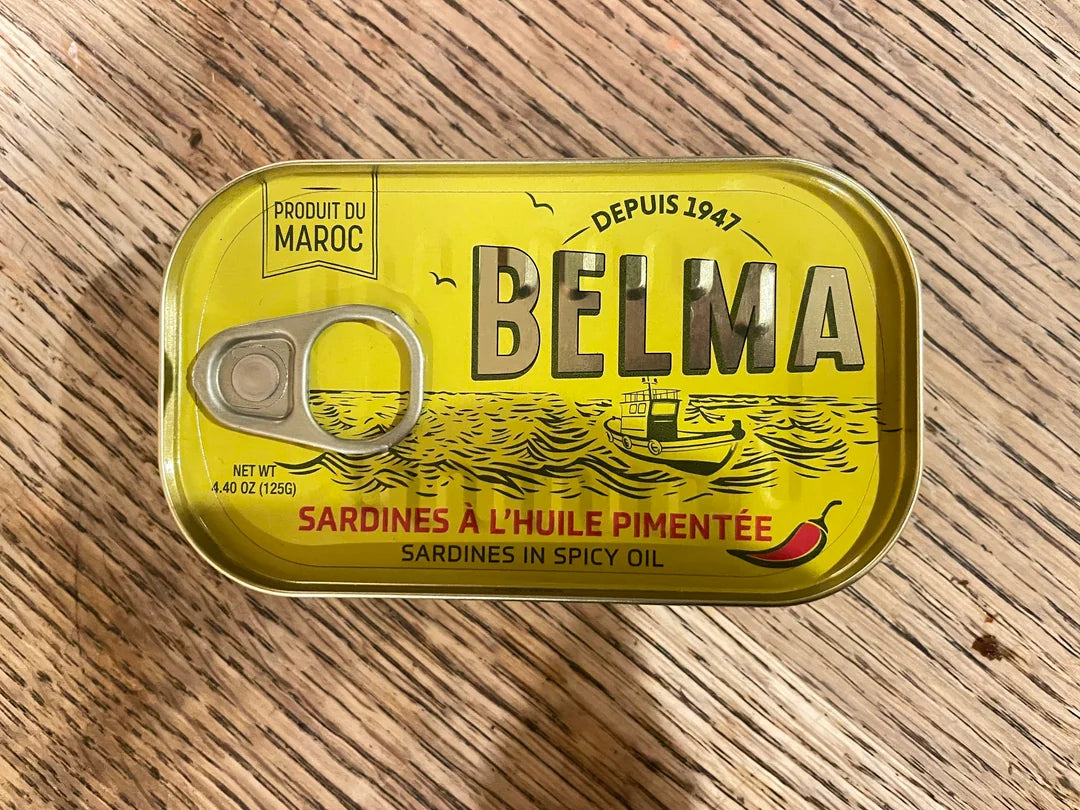 PRODUIT DU
MAROC
DEPUIS 1947
BELMA
NET WT
4.40 OZ (125G)
SARDINES À L'HUILE PIMENTÉE
SARDINES IN SPICY OIL